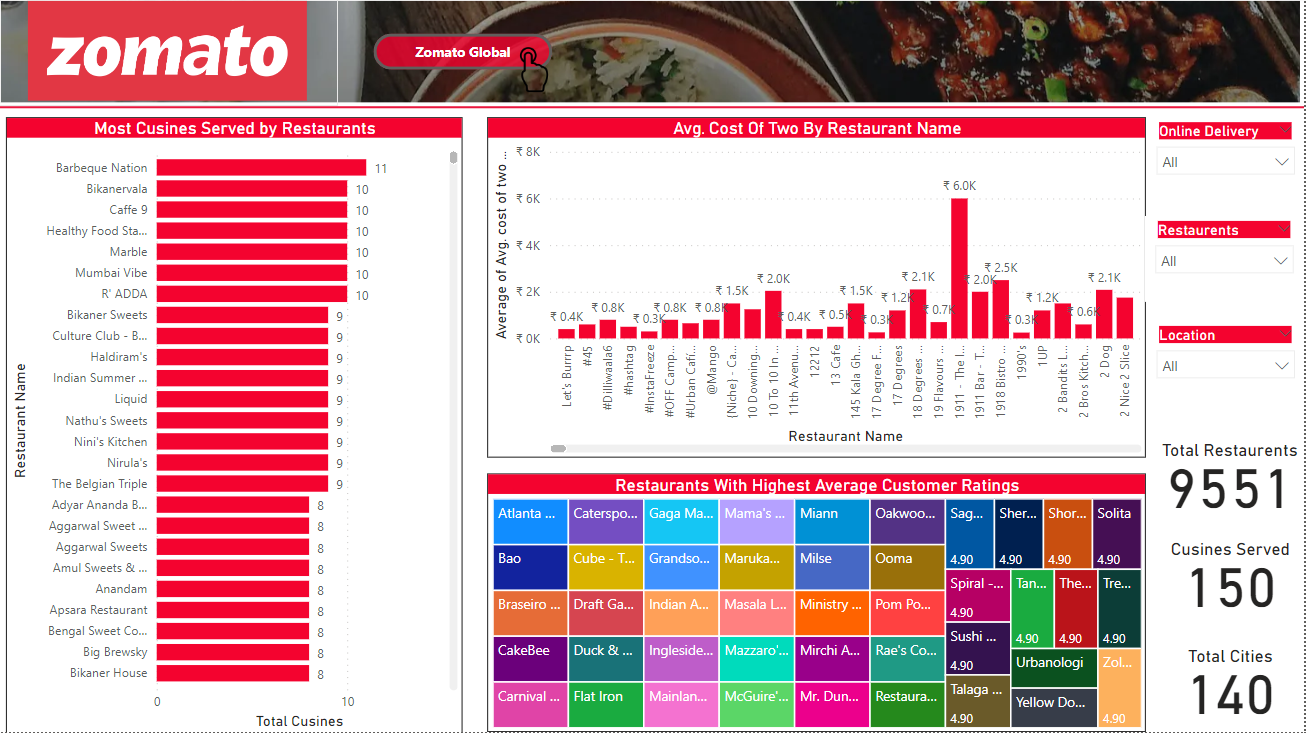 zomato
Zomato Global
Most Cusines Served by Restaurants
Restaurant Name
Barbeque Nation 11
Bikanervala 10
Caffe 9 10
Healthy Food Sta... 10
Marble 10
Mumbai Vibe 10
R' ADDA 10
Bikaner Sweets 9
Culture Club - B... 9
Haldiram's 9
Indian Summer ... 9
Liquid 9
Nathu's Sweets 9
Nini's Kitchen 9
Nirula's 9
The Belgian Triple 9
Adyar Ananda B... 8
Aggarwal Sweet ... 8
Aggarwal Sweets 8
Amul Sweets & ... 8
Anandam 8
Apsara Restaurant 8
Bengal Sweet Co... 8
Big Brewsky 8
Bikaner House 8
0 10
Total Cusines
Avg. Cost Of Two By Restaurant Name
Average of Avg. cost of two ...
₹ 8K
₹ 6K
₹ 4K
₹ 2K
₹ 0K
₹ 0.4K
₹ 0.8K
₹ 0.3K
₹ 0.8K
₹ 0.8K
₹ 1.5K
₹ 2.0K
₹ 0.4K
₹ 0.5K
₹ 1.5K
₹ 0.3K
₹ 1.2K
₹ 2.1K
₹ 0.7K
₹ 6.0K
₹ 2.0K
₹ 2.5K
₹ 0.3K
₹ 1.2K
₹ 0.6K
₹ 2.1K
Let's Burrrp
#45
#Dilliwaala6
#hashtag
#InstaFreeze
#OFF Camp...
#Urban Caf...
@Mango
{Niche} - Ca...
10 Downing...
10 To 10 In ...
11th Avenu...
12212
13 Cafe
145 Kala Gh...
17 Degree F...
17 Degrees
18 Degrees ...
19 Flavours ...
1911 - The I...
1911 Bar - T...
1918 Bistro ...
1990's
1UP
2 Bandits L...
2 Bros Kitch...
2 Dog
2 Nice 2 Slice
Restaurant Name
Restaurants With Highest Average Customer Ratings
Atlanta ... Caterspo... Gaga Ma... Mama's ... Miann Oakwoo... Sag... Sher... Shor... Solita
4.90 4.90 4.90 4.90
Bao Cube - T... Grandso... Maruka... Milse Ooma
Spiral -... Tan... The... Tre...
4.90 4.90 4.90 4.90
Braseiro ... Draft Ga... Indian A... Masala L... Ministry ... Pom Po...
Sushi ...
4.90
CakeBee Duck & ... Ingleside... Mazzaro'... Mirchi A... Rae's Co...
Urbanologi Zol...
4.90
Carnival ... Flat Iron Mainlan... McGuire'... Mr. Dun... Restaura...
Talaga ... Yellow Do...
4.90
Online Delivery
All
Restaurents
All
Location
All
Total Restaurents
9551
Cusines Served
150
Total Cities
140